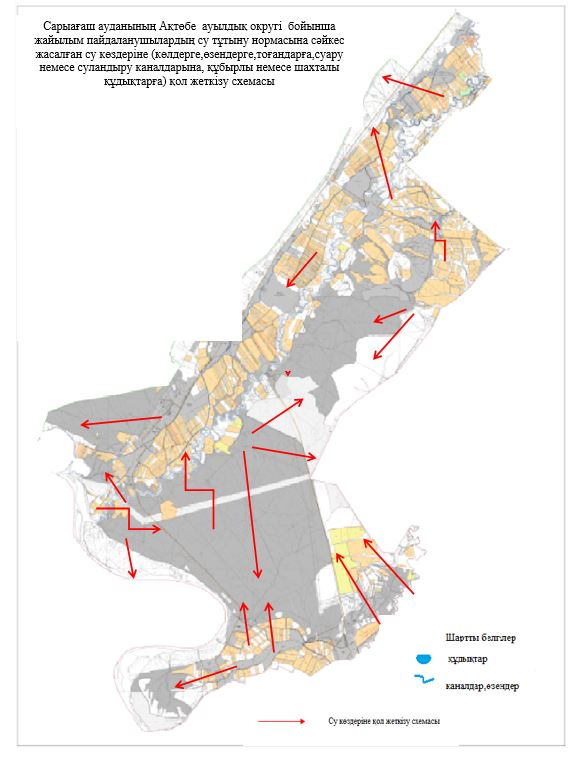 Сарыағаш ауданының Ақтөбе ауылдық округі бойынша
жайылым пайдаланушылардың су тұтыну нормасына сәйкес
жасалған су көздеріне (көлдерге,өзендерге,тоғандарға,суару
немесе суландыру каналдарына, құбырлы немесе шахталы
құдықтарға) қол жеткізу схемасы
Шартты белгілер
құдықтар
каналдар,өзендер
Су көздеріне қол жеткізу схемасы